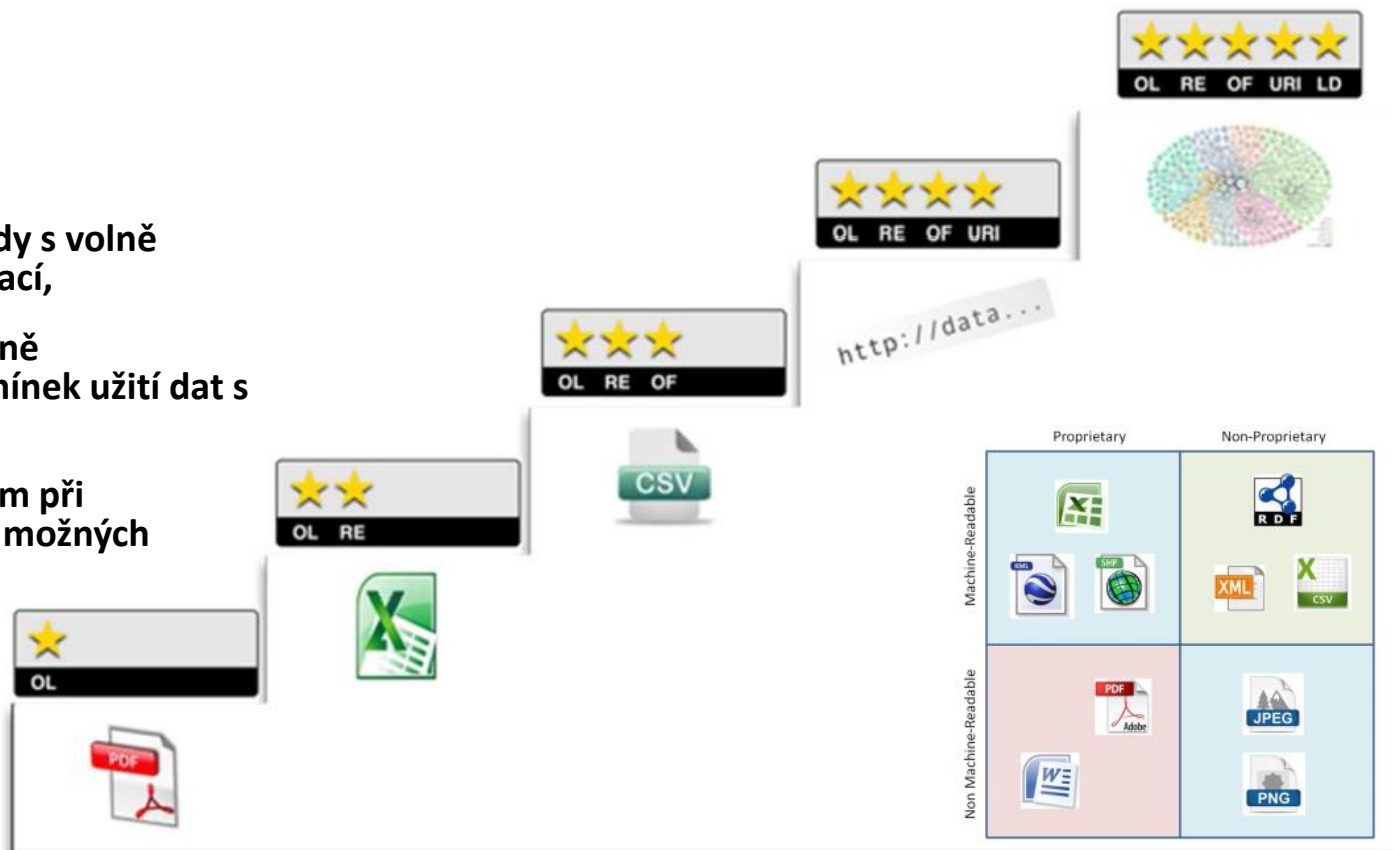 OL RE OF URI LD
OL RE OF URI
http://data...
dy s volně
ací,
ně
mínek užití dat s
m při
možných
OL RE OF
CSV
OL RE
OL
PDF
Proprietary
Non-Proprietary
Machine-Readable
Non Machine-Readable
RDF
KML
SHP
XML
X
CSV
PDF
Adobe
W
JPEG
PNG